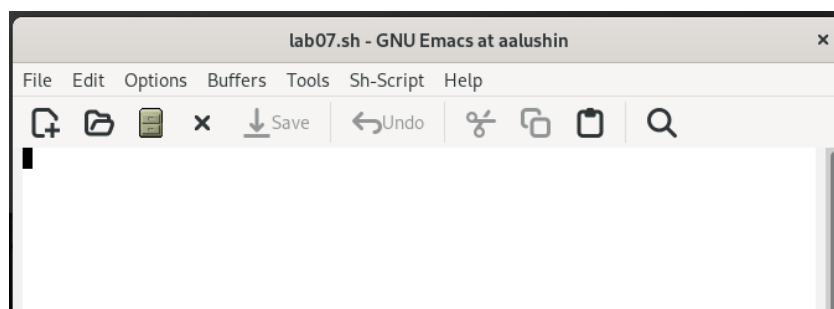 lab07.sh - GNU Emacs at aalushin ×
File Edit Options Buffers Tools Sh-Script Help
Save Undo